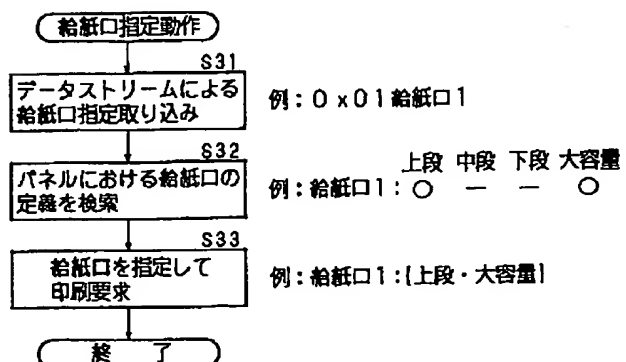 給紙口指定動作
S31
データストリームによる
給紙口指定取り込み
例：0x01給紙口1
S32
パネルにおける給紙口の
定義を検索
上段 中段 下段 大容量
例：給紙口1：○ － － ○
S33
給紙口を指定して
印刷要求
例：給紙口1：[上段・大容量]
終 了